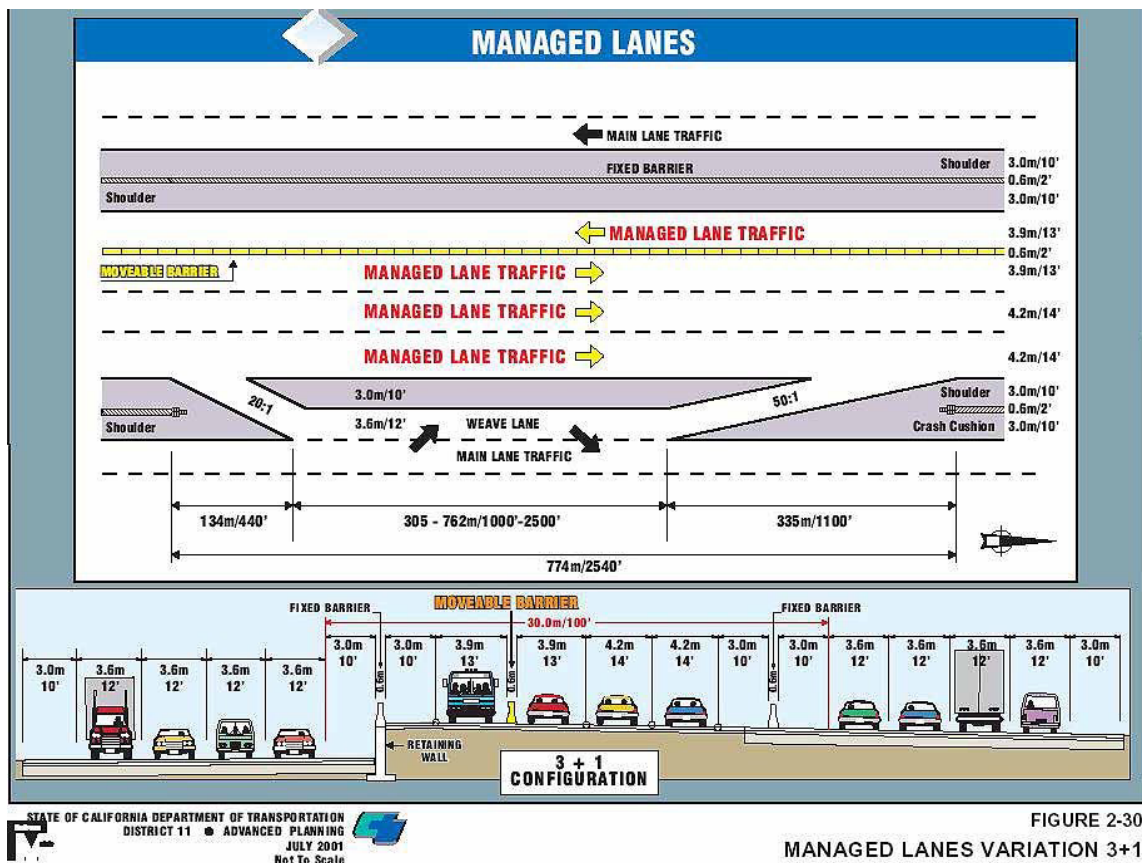 MANAGED LANES
MAIN LANE TRAFFIC
FIXED BARRIER
Shoulder 3.0m/10'
0.6m/2'
Shoulder 3.0m/10'
MANAGED LANE TRAFFIC 3.9m/13'
0.6m/2'
MOVEABLE BARRIER MANAGED LANE TRAFFIC 3.9m/13'
MANAGED LANE TRAFFIC 4.2m/14'
MANAGED LANE TRAFFIC 4.2m/14'
20:1 3.0m/10' 50:1 Shoulder 3.0m/10'
3.6m/12' WEAVE LANE 0.6m/2'
Shoulder Crash Cushion 3.0m/10'
MAIN LANE TRAFFIC
134m/440' 305 - 762m/1000'-2500' 335m/1100'
774m/2540'
FIXED BARRIER MOVEABLE BARRIER FIXED BARRIER
30.0m/100'
3.0m 3.6m 3.6m 3.6m 3.6m 3.0m 0.6m 3.0m 3.9m 0.6m 3.9m 4.2m 4.2m 3.0m 0.6m 3.0m 3.6m 3.6m 3.6m 3.6m 3.0m
10' 12' 12' 12' 12' 10' 10' 13' 13' 14' 14' 10' 10' 12' 12' 12' 12' 10'
RETAINING
WALL
3 + 1
CONFIGURATION
STATE OF CALIFORNIA DEPARTMENT OF TRANSPORTATION
DISTRICT 11 ● ADVANCED PLANNING
JULY 2001
Not To Scale
FIGURE 2-30
MANAGED LANES VARIATION 3+1